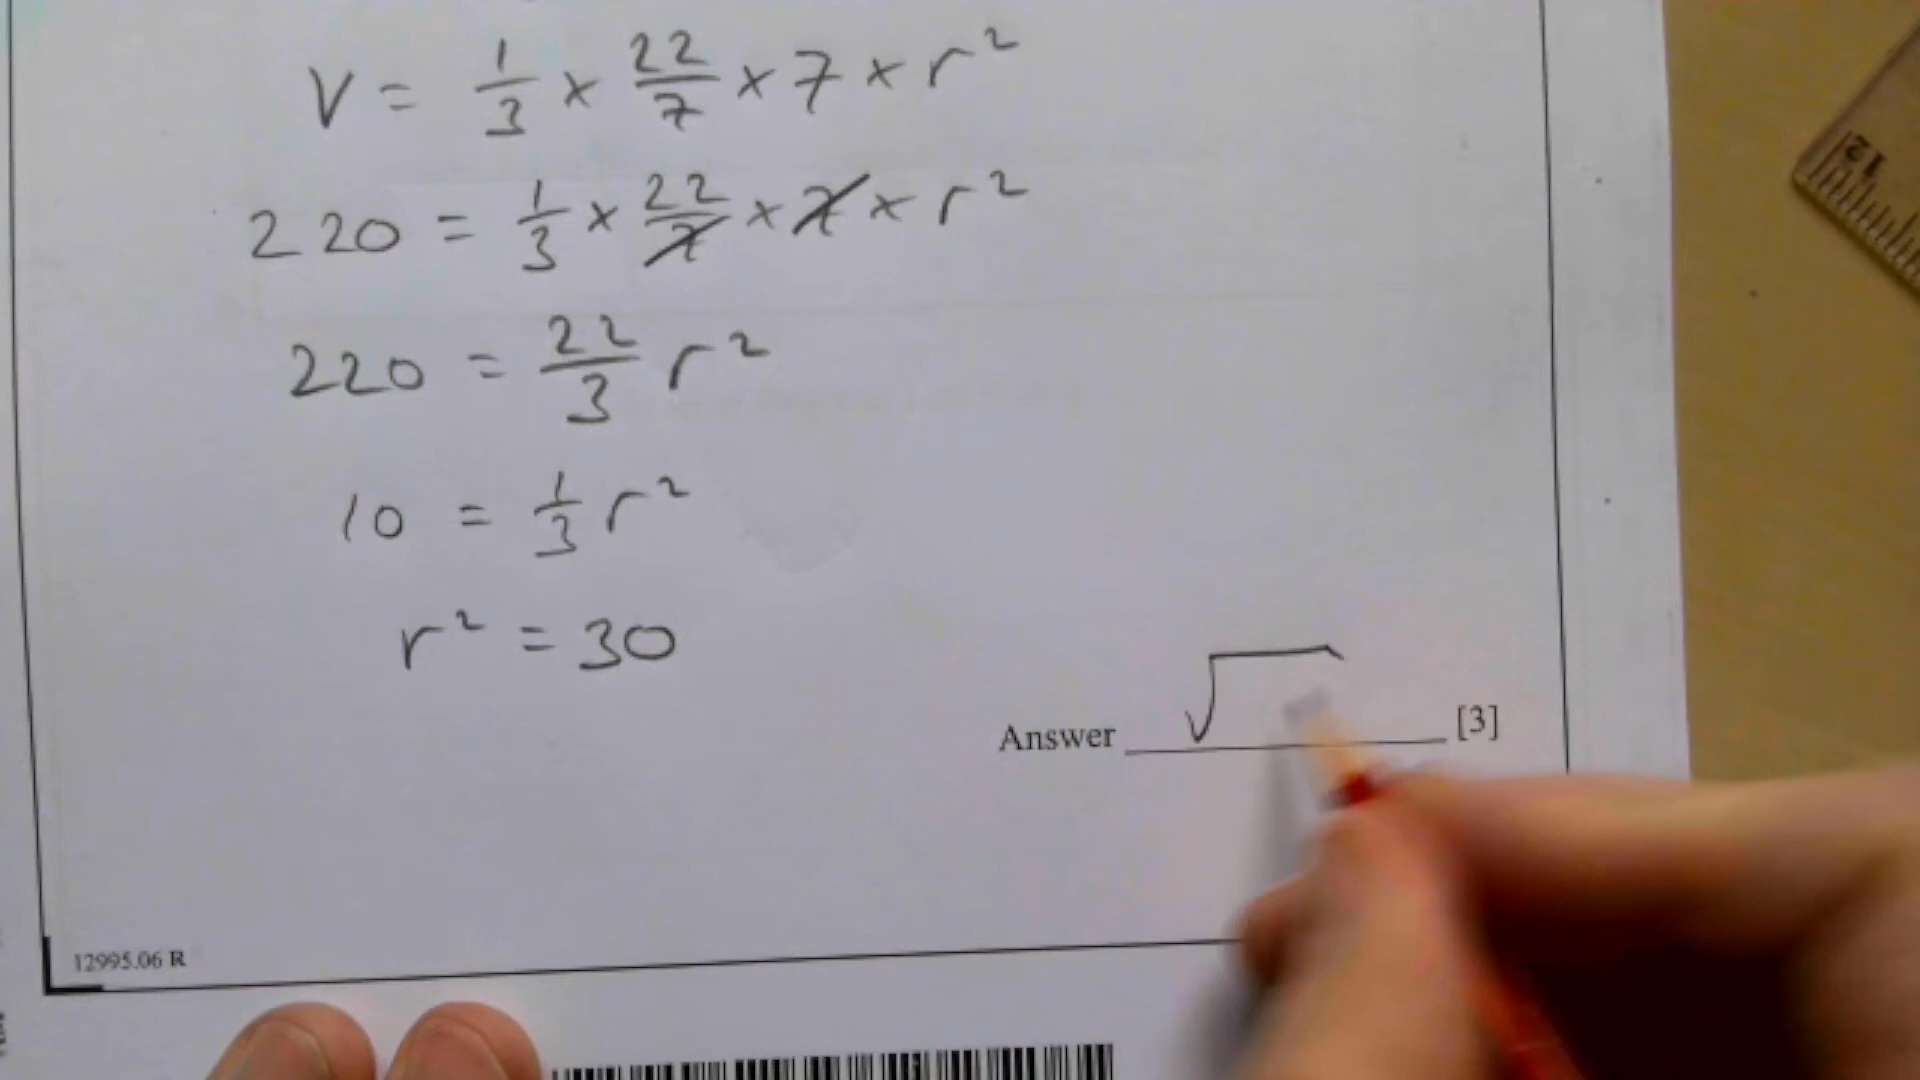 V = 1/3 × 22/7 × 7 × r²
220 = 1/3 × 22/7 × 7 × r²
220 = 22/3 r²
10 = 1/3 r²
r² = 30
Answer √ [3]
12995.06 R
12